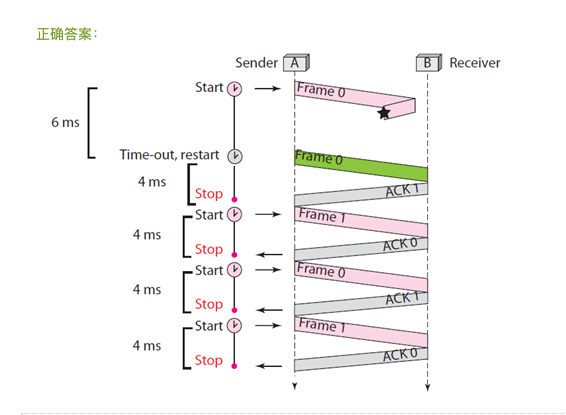 正确答案：
Sender A B Receiver
Start Frame 0
6 ms
Time-out, restart Frame 0
4 ms
Stop ACK 1
Start Frame 1
4 ms
Stop ACK 0
Start Frame 0
4 ms
Stop ACK 1
Start Frame 1
4 ms
Stop ACK 0